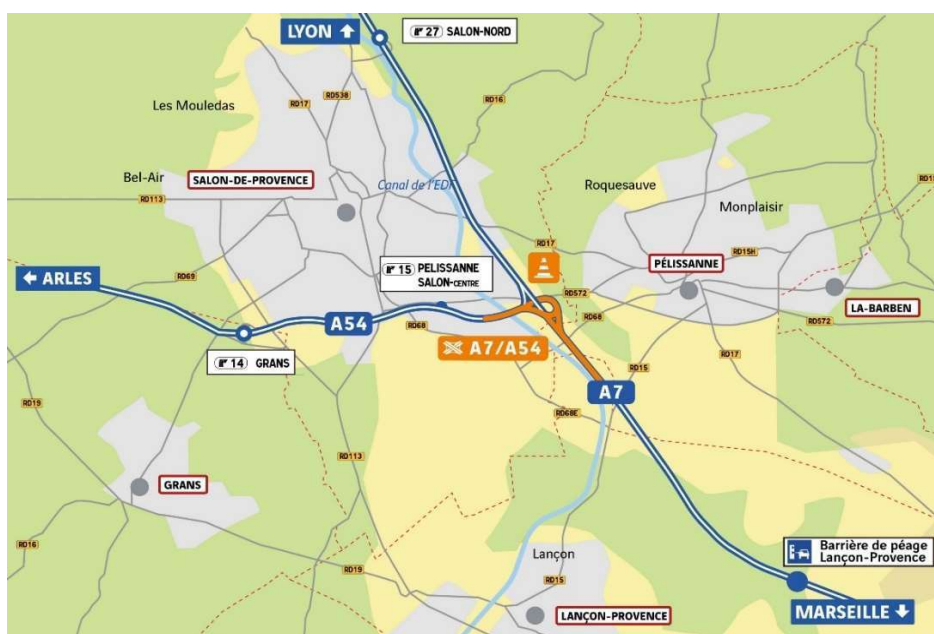 LYON ↑
27 SALON-NORD
Les Mouledas
RD17
RD538
RD16
Bel-Air
SALON-DE-PROVENCE
Canal de l'EDF
Roquesauve
Monplaisir
RD113
RD17
RD15H
← ARLES
RD69
15 PELISSANNE
SALON-CENTRE
PÉLISSANNE
RD572
LA-BARBEN
A54
RD68
RD68
RD572
14 GRANS
A7/A54
RD17
RD15
A7
RD19
RD68E
RD113
GRANS
RD16
Lançon
Barrière de péage
Lançon-Provence
RD19
RD15
LANÇON-PROVENCE
MARSEILLE ↓